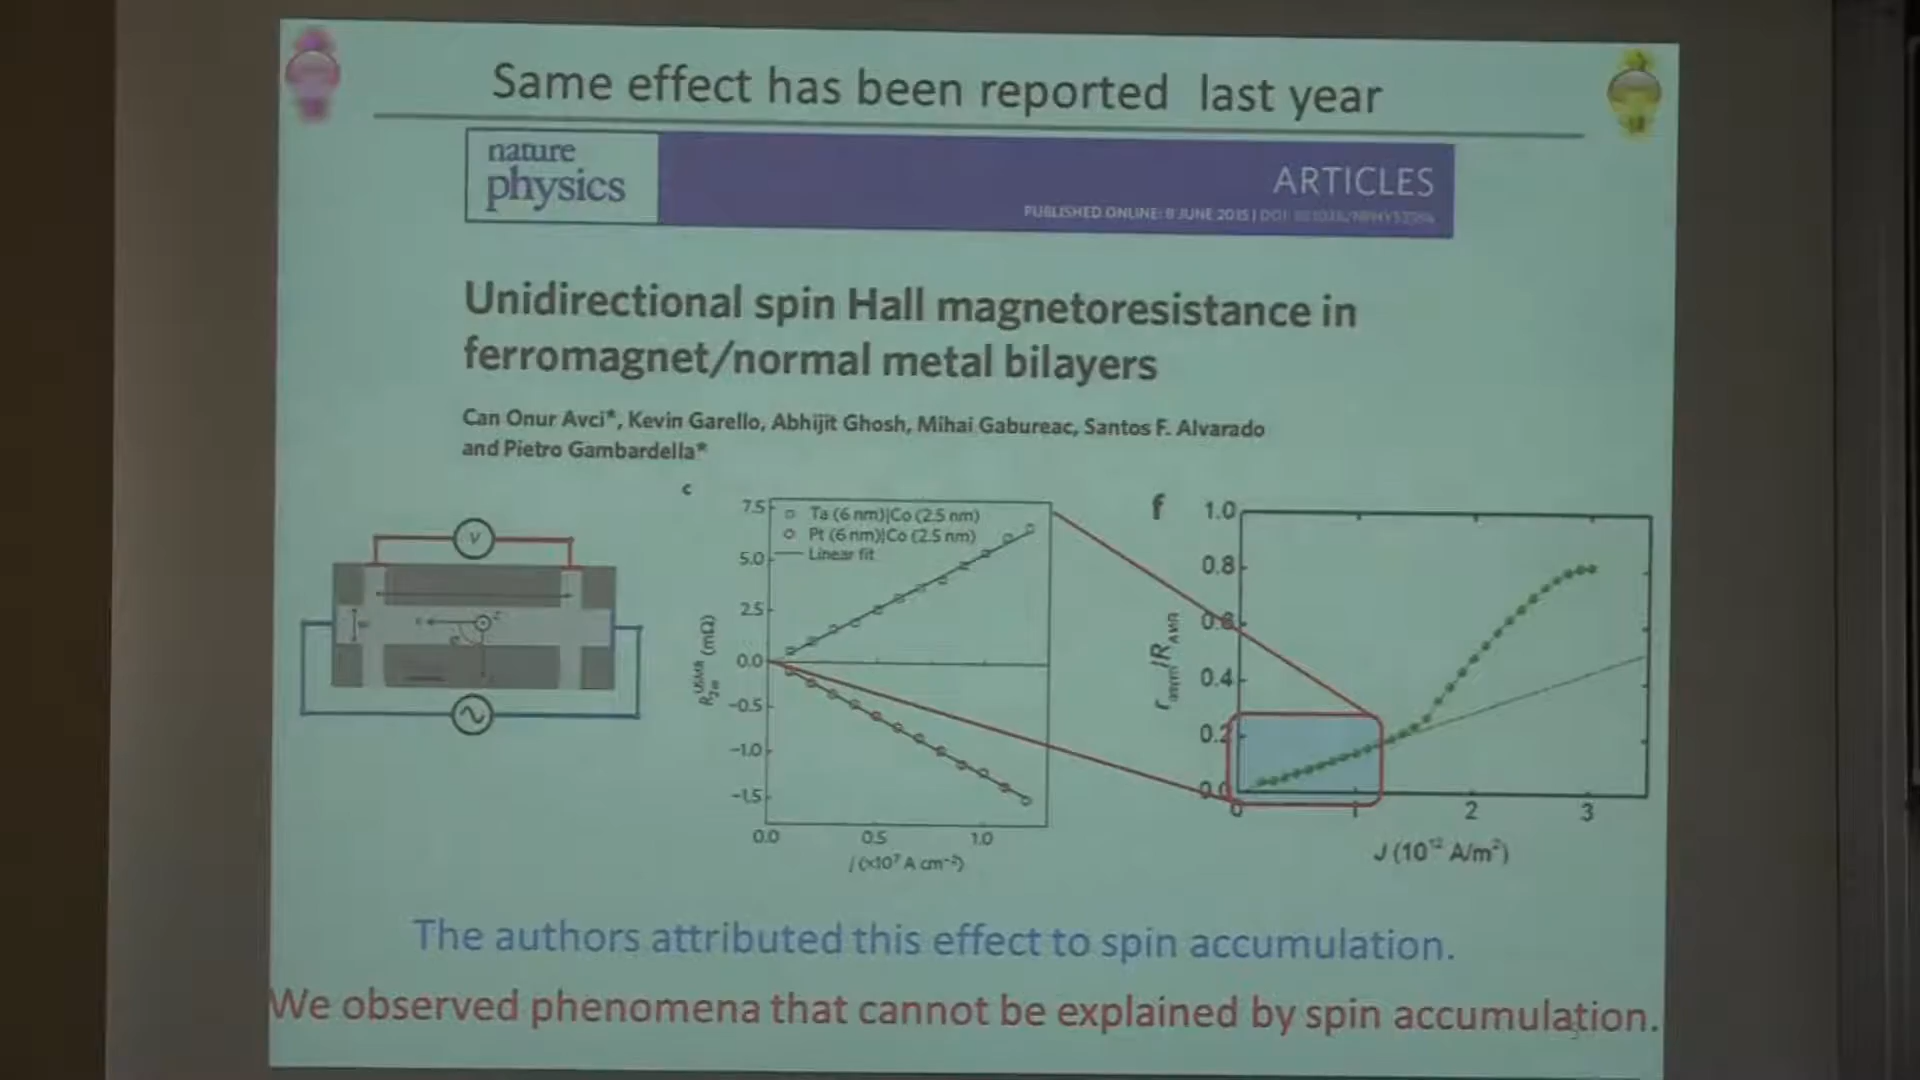 Same effect has been reported last year
nature
physics
ARTICLES
PUBLISHED ONLINE: 8 JUNE 2015 | DOI:
Unidirectional spin Hall magnetoresistance in
ferromagnet/normal metal bilayers
Can Onur Avci*, Kevin Garello, Abhijit Ghosh, Mihai Gabureac, Santos F. Alvarado
and Pietro Gambardella*
V
c
7.5
5.0
2.5
0.0
-0.5
-1.0
-1.5
Ta (6 nm)|Co (2.5 nm)
Pt (6 nm)|Co (2.5 nm)
Linear fit
0.0 0.5 1.0
j (×10⁷ A cm⁻²)
f
1.0
0.8
0.6
0.4
0.2
0.0
0 1 2 3
J (10¹² A/m²)
The authors attributed this effect to spin accumulation.
We observed phenomena that cannot be explained by spin accumulation.